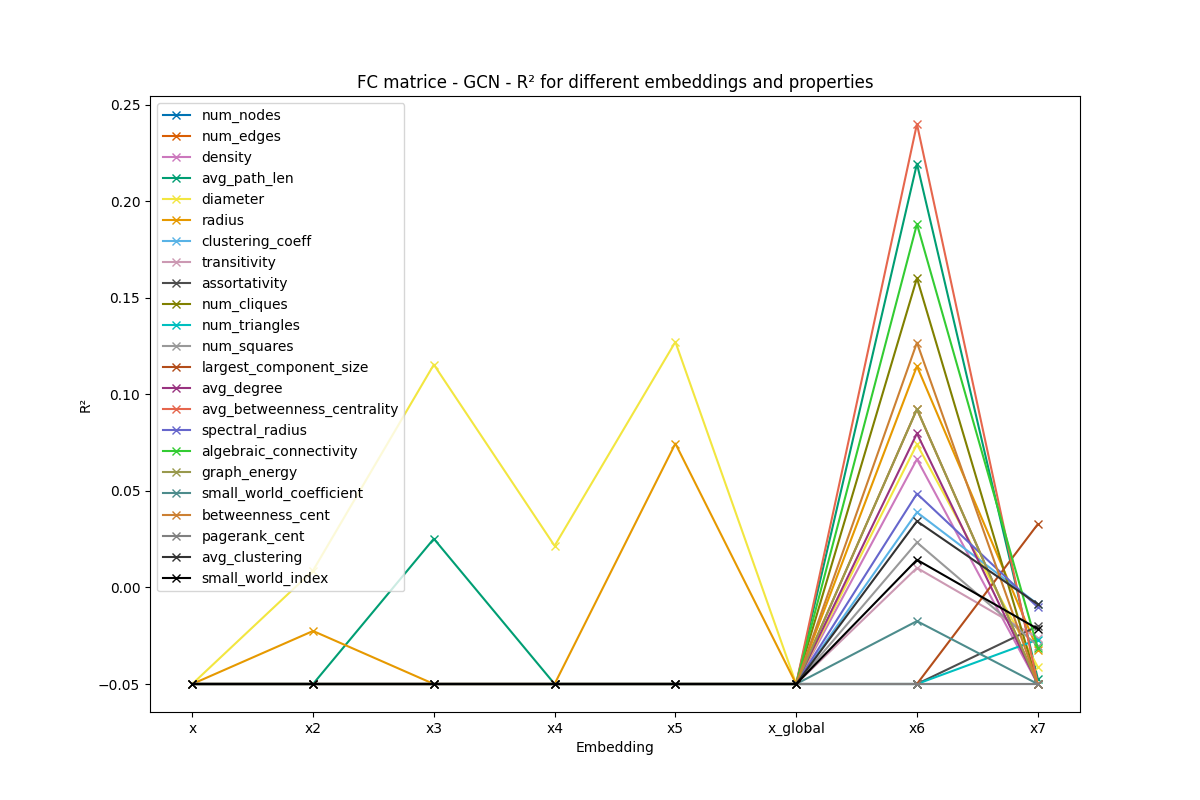 FC matrice - GCN - R² for different embeddings and properties
R²
0.25
0.20
0.15
0.10
0.05
0.00
−0.05
num_nodes
num_edges
density
avg_path_len
diameter
radius
clustering_coeff
transitivity
assortativity
num_cliques
num_triangles
num_squares
largest_component_size
avg_degree
avg_betweenness_centrality
spectral_radius
algebraic_connectivity
graph_energy
small_world_coefficient
betweenness_cent
pagerank_cent
avg_clustering
small_world_index
x x2 x3 x4 x5 x_global x6 x7
Embedding